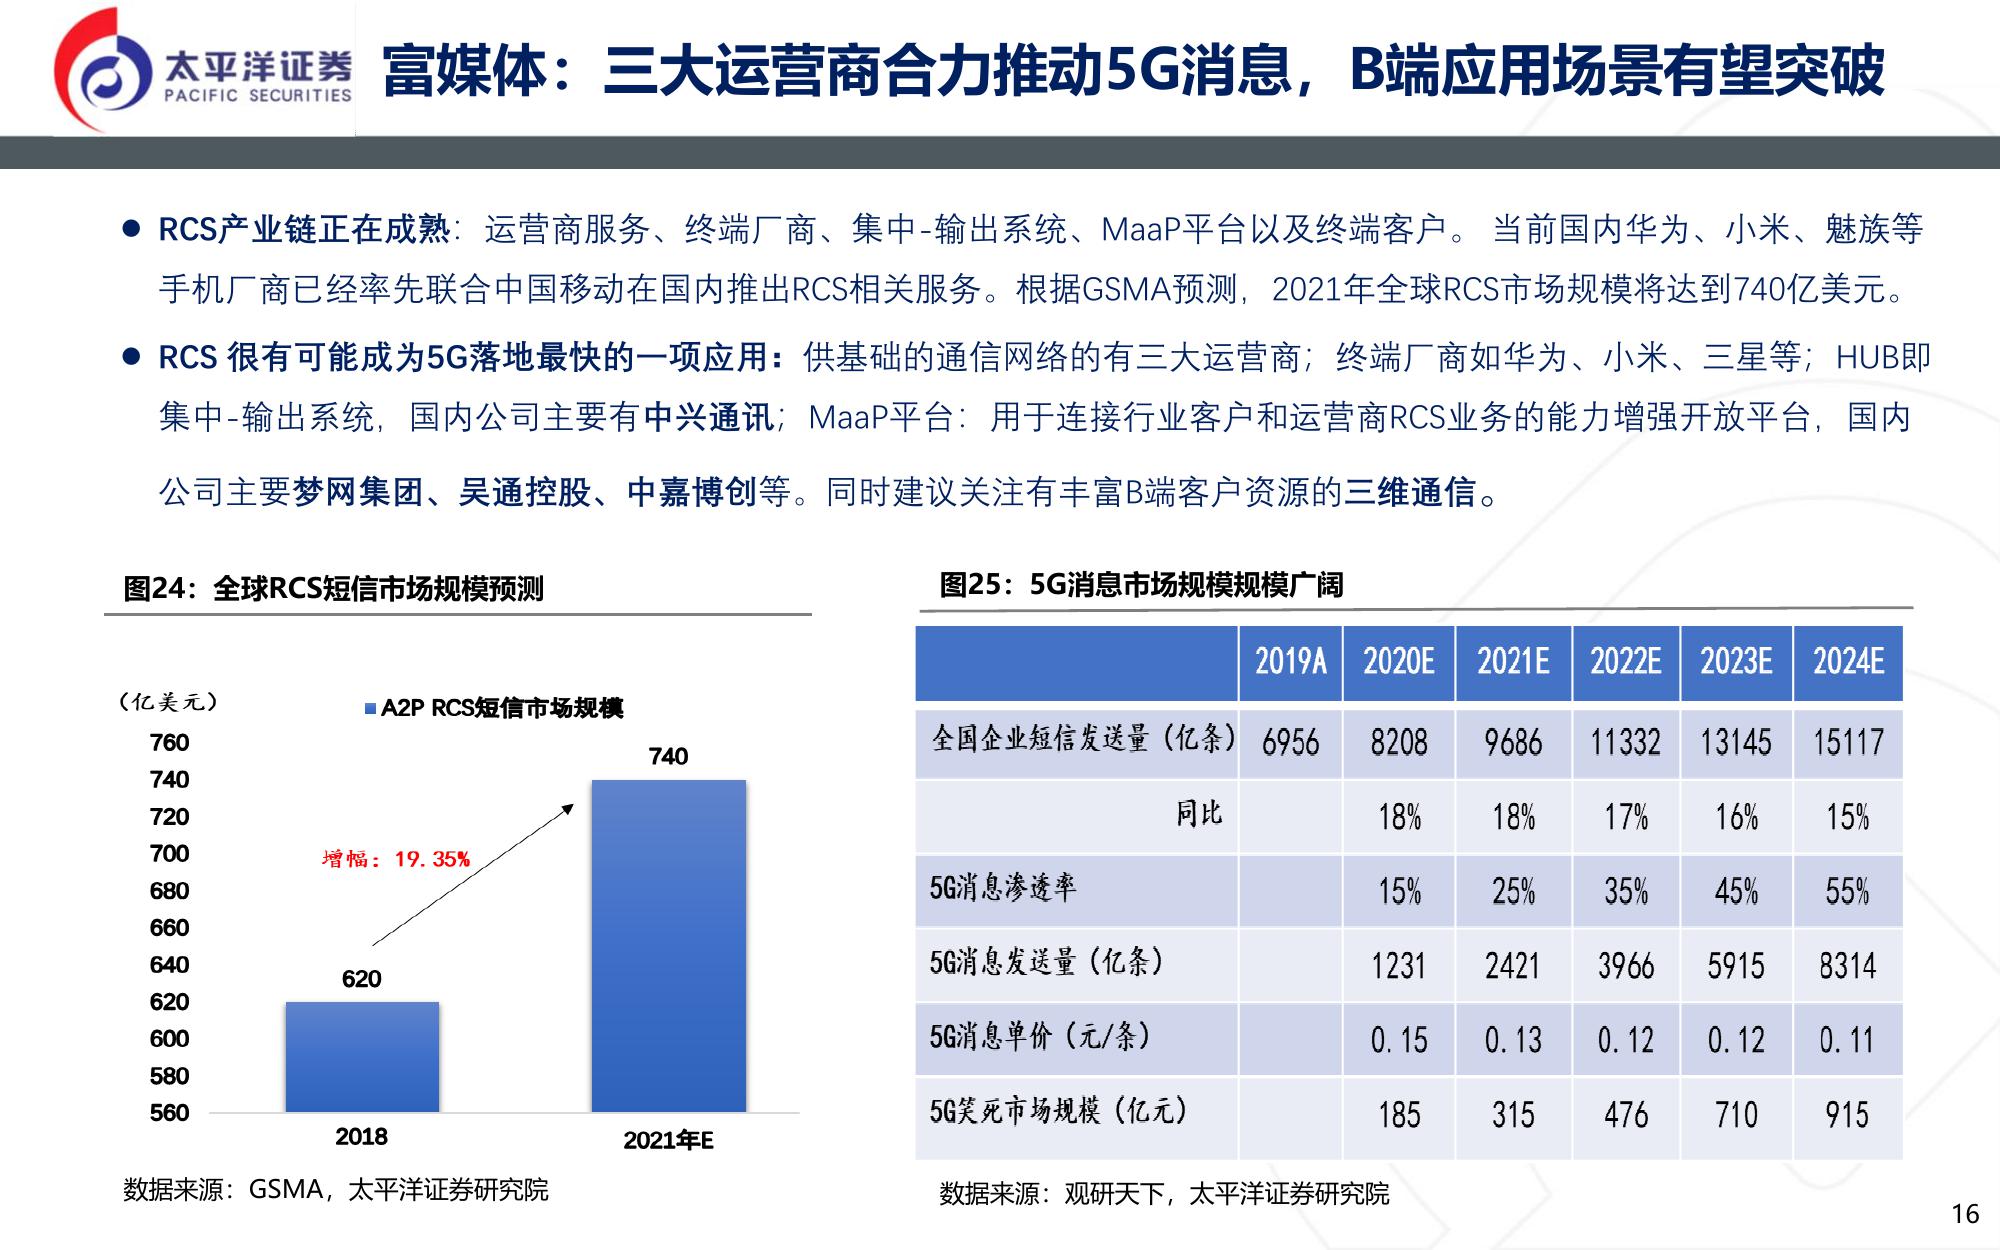 太平洋证券
PACIFIC SECURITIES
富媒体：三大运营商合力推动5G消息，B端应用场景有望突破
● RCS产业链正在成熟：运营商服务、终端厂商、集中-输出系统、MaaP平台以及终端客户。 当前国内华为、小米、魅族等
手机厂商已经率先联合中国移动在国内推出RCS相关服务。根据GSMA预测，2021年全球RCS市场规模将达到740亿美元。
● RCS 很有可能成为5G落地最快的一项应用：供基础的通信网络的有三大运营商；终端厂商如华为、小米、三星等；HUB即
集中-输出系统，国内公司主要有中兴通讯；MaaP平台：用于连接行业客户和运营商RCS业务的能力增强开放平台，国内
公司主要梦网集团、吴通控股、中嘉博创等。同时建议关注有丰富B端客户资源的三维通信。
图24：全球RCS短信市场规模预测
（亿美元）
A2P RCS短信市场规模
760
740
720
700
680
660
640
620
600
580
560
740
增幅：19.35%
620
2018
2021年E
数据来源：GSMA，太平洋证券研究院
图25：5G消息市场规模规模广阔
2019A 2020E 2021E 2022E 2023E 2024E
全国企业短信发送量（亿条） 6956 8208 9686 11332 13145 15117
同比 18% 18% 17% 16% 15%
5G消息渗透率 15% 25% 35% 45% 55%
5G消息发送量（亿条） 1231 2421 3966 5915 8314
5G消息单价（元/条） 0.15 0.13 0.12 0.12 0.11
5G笑死市场规模（亿元） 185 315 476 710 915
数据来源：观研天下，太平洋证券研究院
16